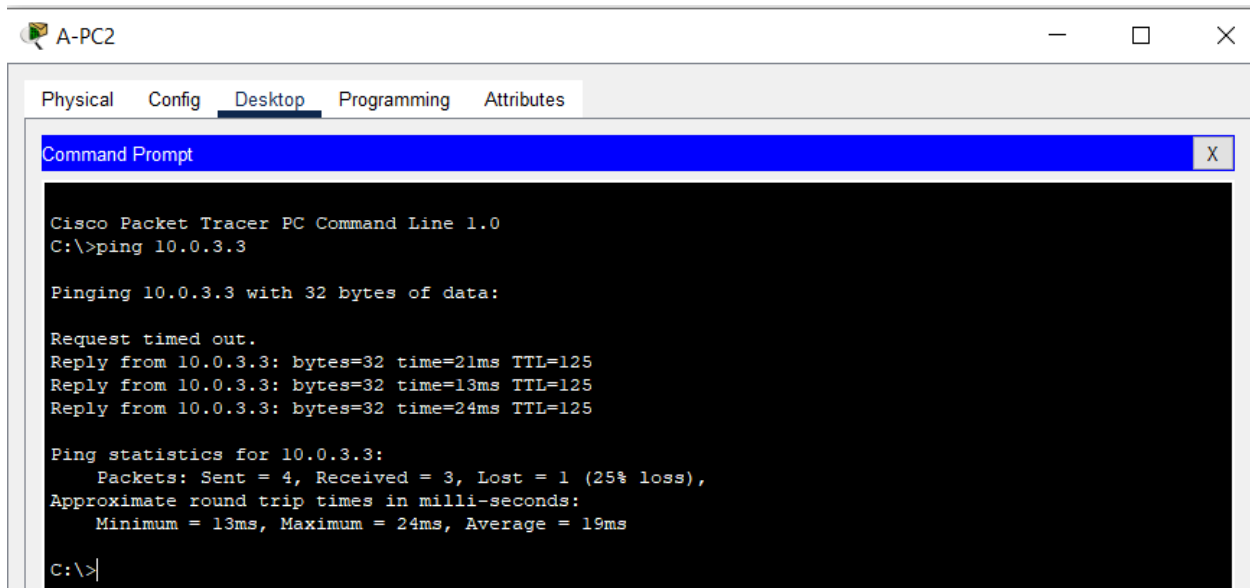 A-PC2
Physical Config Desktop Programming Attributes
Command Prompt X
Cisco Packet Tracer PC Command Line 1.0
C:\>ping 10.0.3.3
Pinging 10.0.3.3 with 32 bytes of data:
Request timed out.
Reply from 10.0.3.3: bytes=32 time=21ms TTL=125
Reply from 10.0.3.3: bytes=32 time=13ms TTL=125
Reply from 10.0.3.3: bytes=32 time=24ms TTL=125
Ping statistics for 10.0.3.3:
Packets: Sent = 4, Received = 3, Lost = 1 (25% loss),
Approximate round trip times in milli-seconds:
Minimum = 13ms, Maximum = 24ms, Average = 19ms
C:\>